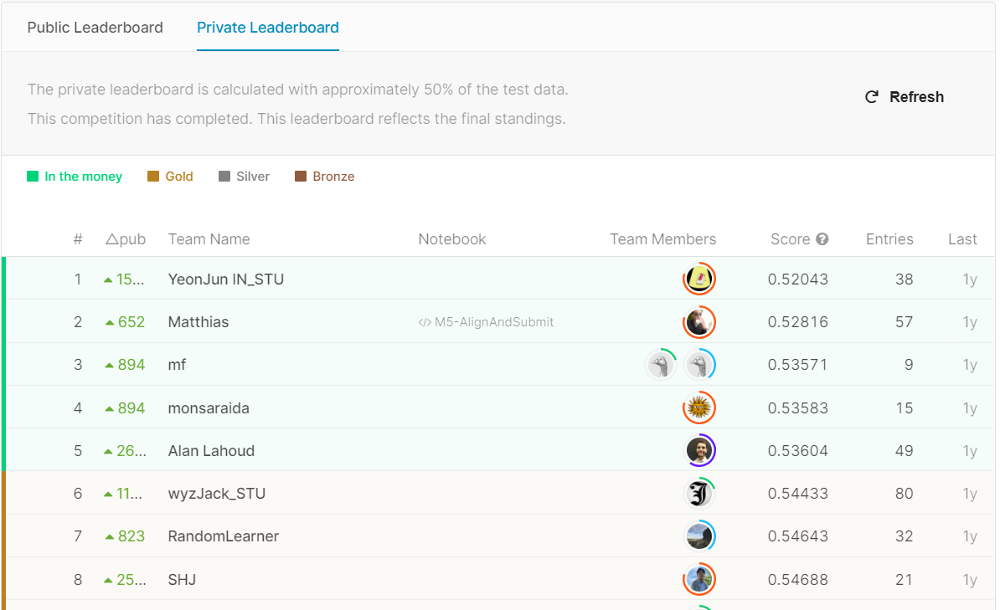 Public Leaderboard Private Leaderboard
The private leaderboard is calculated with approximately 50% of the test data.
This competition has completed. This leaderboard reflects the final standings.
Refresh
In the money Gold Silver Bronze
# △pub Team Name Notebook Team Members Score ? Entries Last
1 15... YeonJun IN_STU 0.52043 38 1y
2 652 Matthias </> M5-AlignAndSubmit 0.52816 57 1y
3 894 mf 0.53571 9 1y
4 894 monsaraida 0.53583 15 1y
5 26... Alan Lahoud 0.53604 49 1y
6 11... wyzJack_STU 0.54433 80 1y
7 823 RandomLearner 0.54643 32 1y
8 25... SHJ 0.54688 21 1y